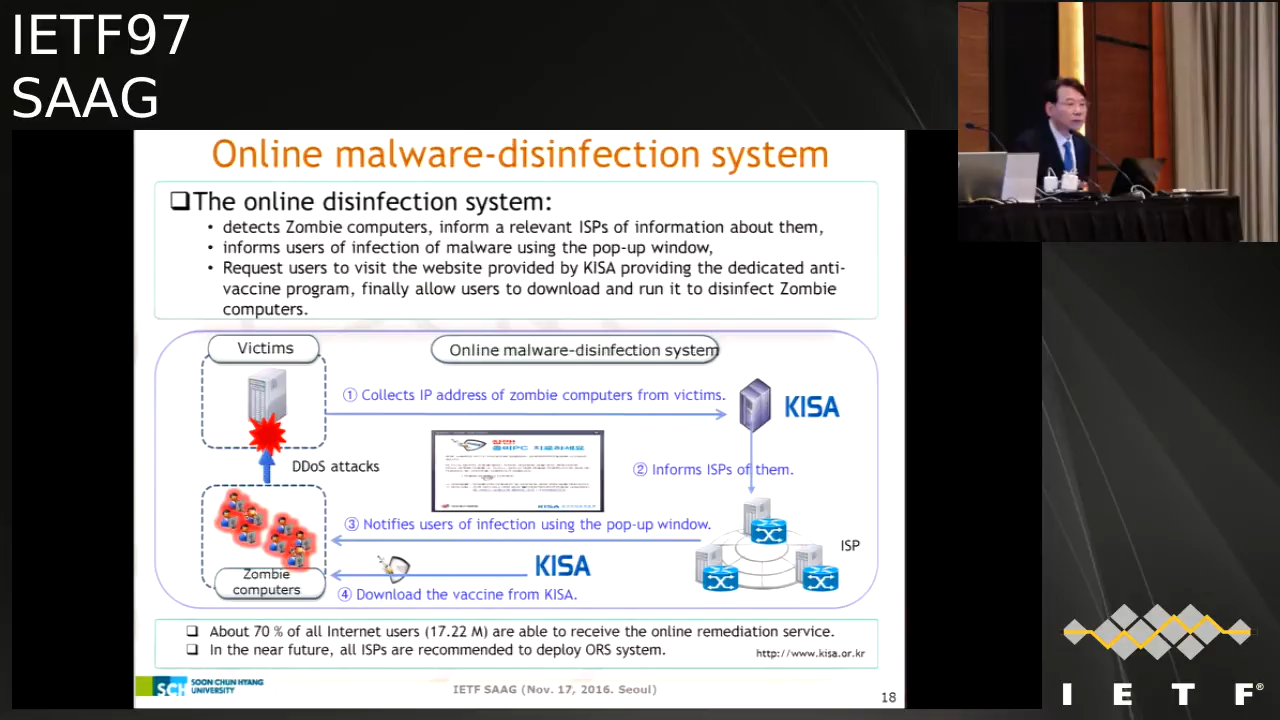 IETF97
SAAG
Online malware-disinfection system
❑The online disinfection system:
• detects Zombie computers, inform a relevant ISPs of information about them,
• informs users of infection of malware using the pop-up window,
• Request users to visit the website provided by KISA providing the dedicated anti-
vaccine program, finally allow users to download and run it to disinfect Zombie
computers.
Victims
Online malware-disinfection system
① Collects IP address of zombie computers from victims.
KISA
DDoS attacks
② Informs ISPs of them.
③ Notifies users of infection using the pop-up window.
ISP
KISA
Zombie
computers
④ Download the vaccine from KISA.
❑ About 70 % of all Internet users (17.22 M) are able to receive the online remediation service.
❑ In the near future, all ISPs are recommended to deploy ORS system.
http://www.kisa.or.kr
SCH SOON CHUN HYANG
UNIVERSITY
IETF SAAG (Nov. 17, 2016. Seoul)
18
I E T F®